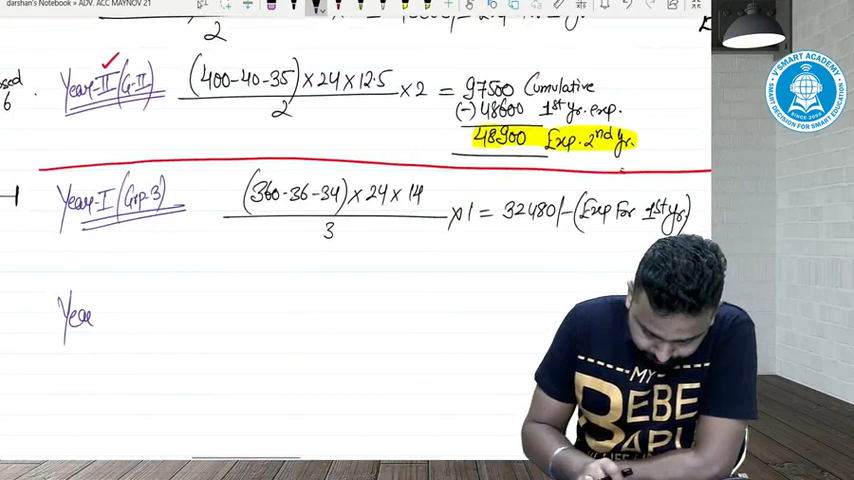 darshan's Notebook » ADV. ACC MAYNOV 21
2
Year-II (G-II) (400-40-35) × 24 × 12.5 × 2 = 97500 Cumulative
2
(-) 48600 1st yr. exp.
48900 Exp. 2nd yr.
6
Year-I (Grp-3) (360-36-34) × 24 × 14 × 1 = 32480/- (Exp For 1st yr.)
3
Year
V'SMART ACADEMY
SINCE-2003
SMART DECISION FOR SMART EDUCATION
MY
BEBE